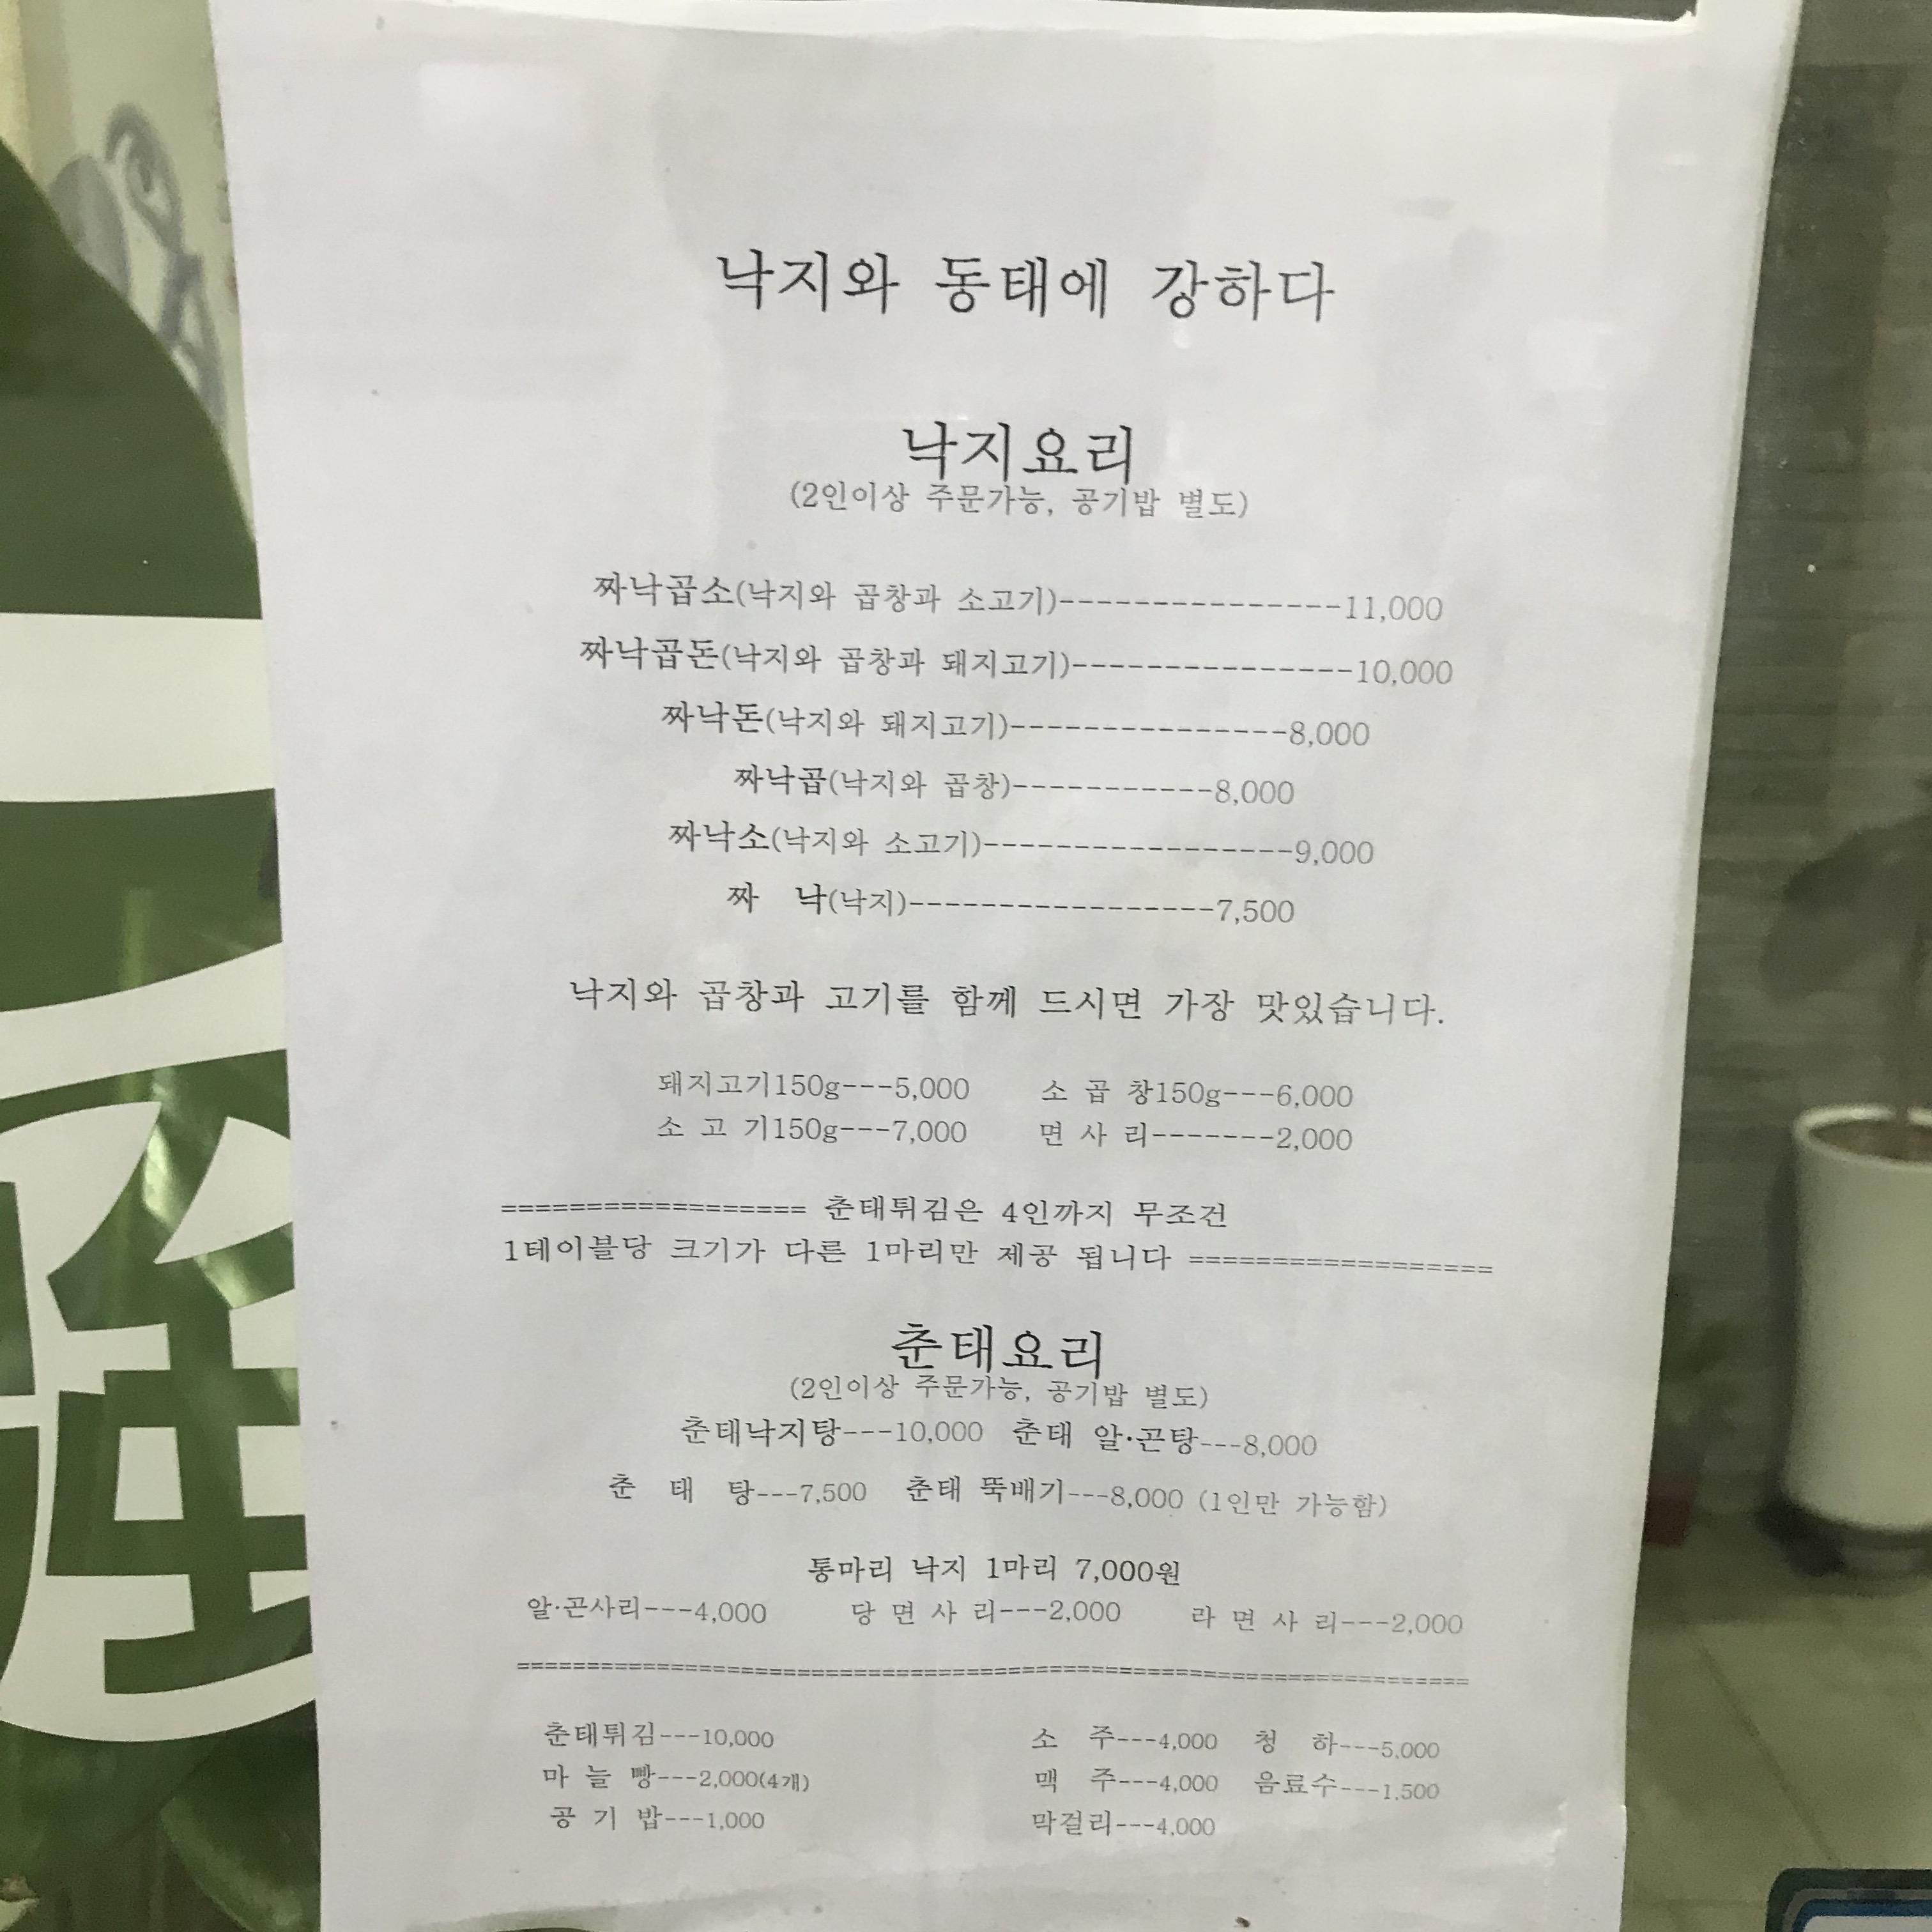 낙지와 동태에 강하다
낙지요리
(2인이상 주문가능, 공기밥 별도)
짜낙곱소(낙지와 곱창과 소고기)---------------11,000
짜낙곱돈(낙지와 곱창과 돼지고기)---------------10,000
짜낙돈(낙지와 돼지고기)---------------8,000
짜낙곱(낙지와 곱창)-----------8,000
짜낙소(낙지와 소고기)-----------------9,000
짜 낙(낙지)-----------------7,500
낙지와 곱창과 고기를 함께 드시면 가장 맛있습니다.
돼지고기150g---5,000 소 곱 창150g---6,000
소 고 기150g---7,000 면 사 리-------2,000
================== 춘태튀김은 4인까지 무조건
1테이블당 크기가 다른 1마리만 제공 됩니다 ==================
춘태요리
(2인이상 주문가능, 공기밥 별도)
춘태낙지탕---10,000 춘태 알·곤탕---8,000
춘 태 탕---7,500 춘태 뚝배기---8,000 (1인만 가능함)
통마리 낙지 1마리 7,000원
알·곤사리---4,000 당 면 사 리---2,000 라 면 사 리---2,000
====================================================================
춘태튀김---10,000 소 주---4,000 청 하---5,000
마 늘 빵---2,000(4개) 맥 주---4,000 음료수---1,500
공 기 밥---1,000 막걸리---4,000